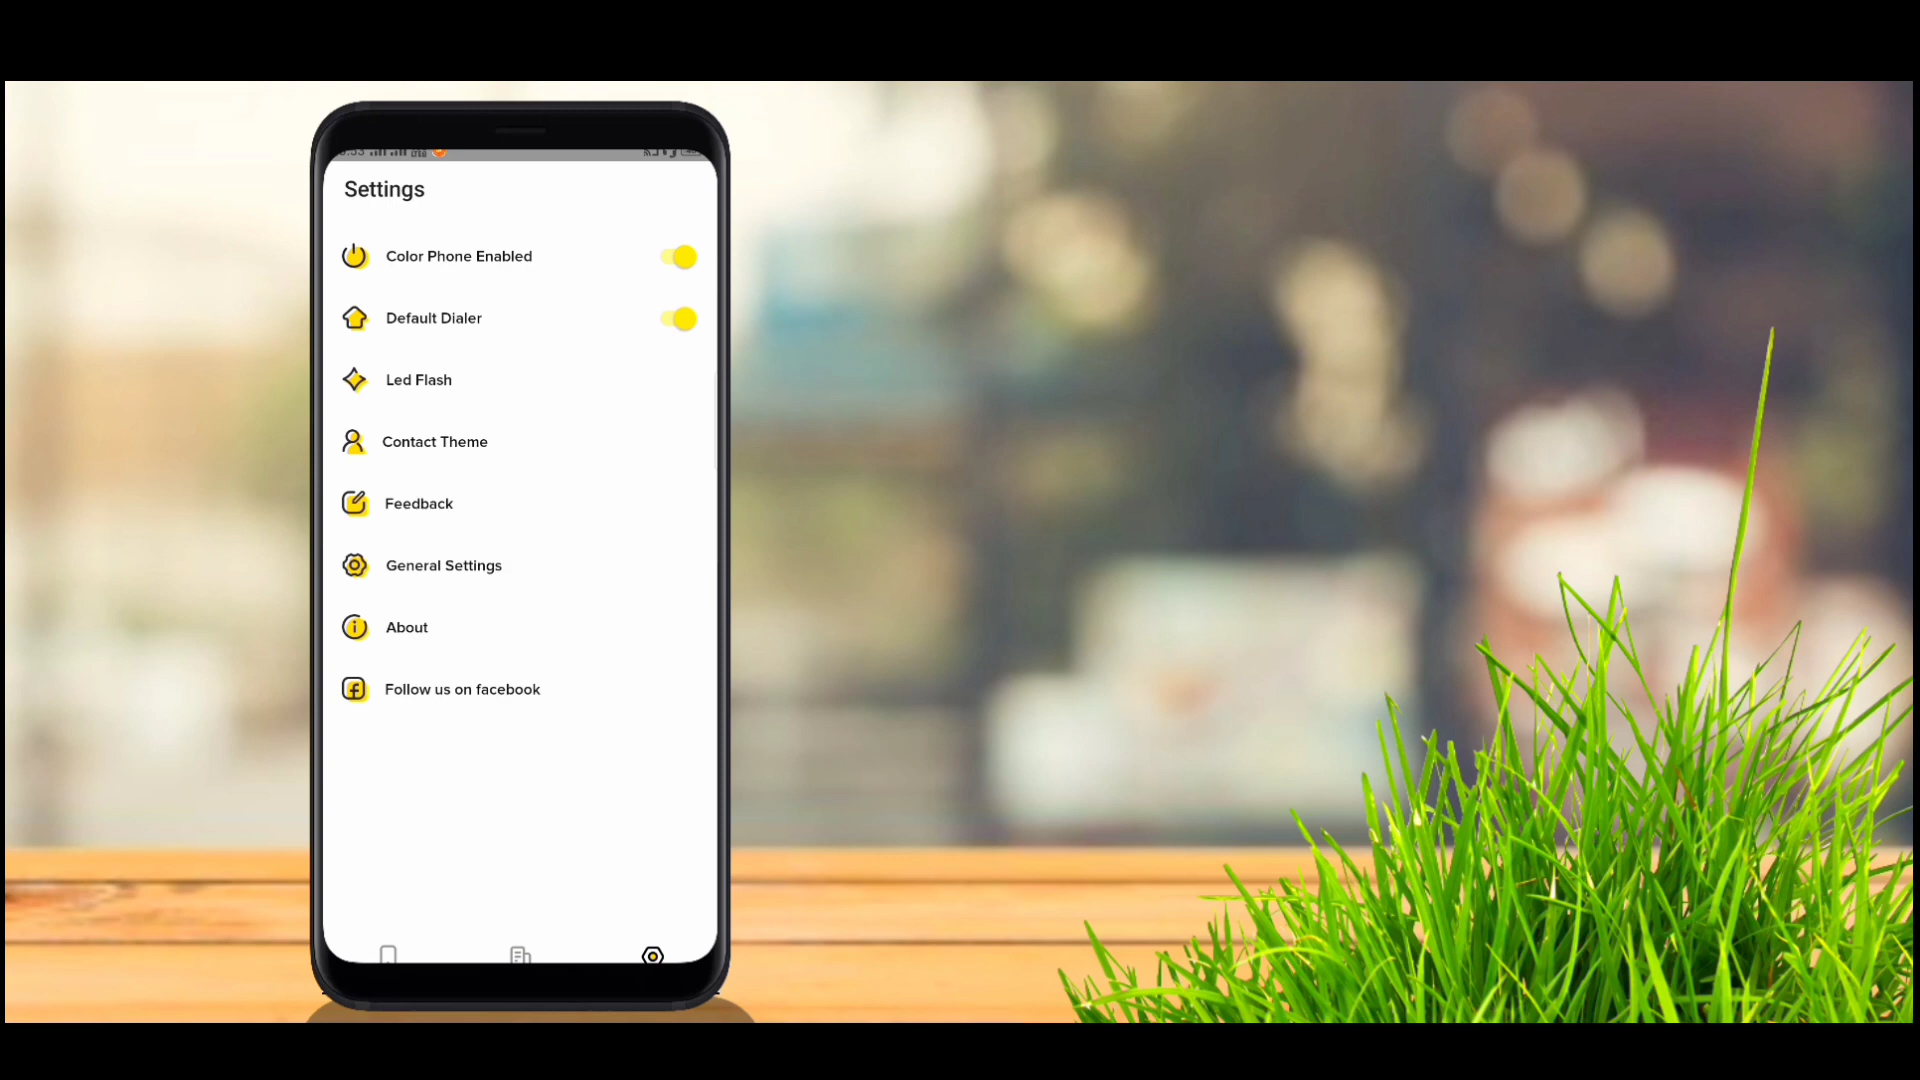 Settings
Color Phone Enabled
Default Dialer
Led Flash
Contact Theme
Feedback
General Settings
About
Follow us on facebook